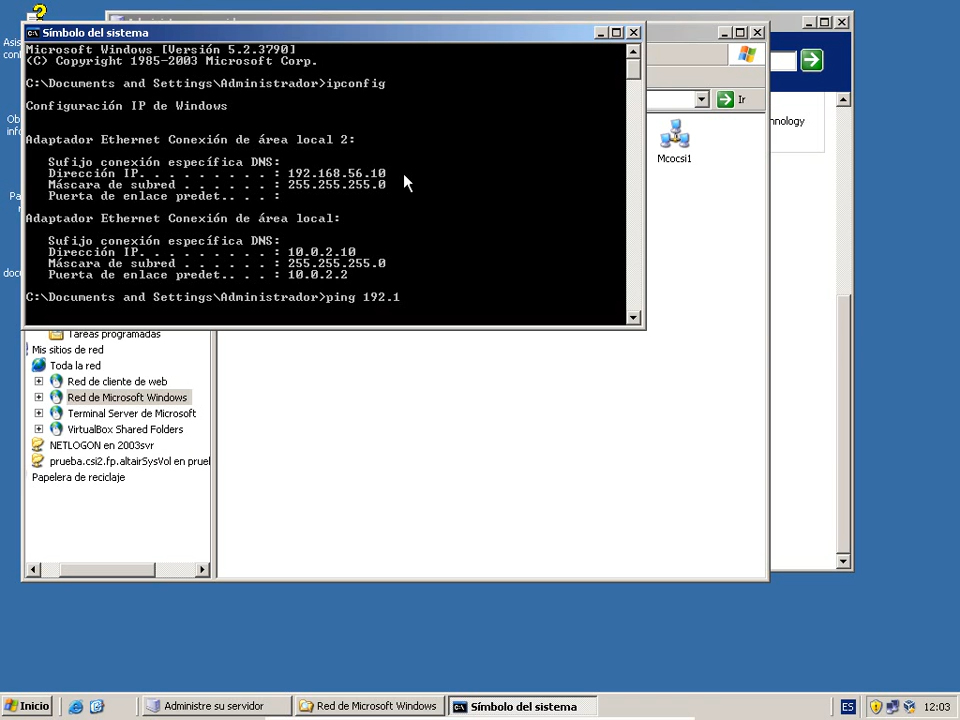 Símbolo del sistema
Microsoft Windows [Versión 5.2.3790]
(C) Copyright 1985-2003 Microsoft Corp.
C:\Documents and Settings\Administrador>ipconfig
Configuración IP de Windows
Adaptador Ethernet Conexión de área local 2:
Sufijo conexión específica DNS:
Dirección IP. . . . . . . . . . : 192.168.56.10
Máscara de subred . . . . . . : 255.255.255.0
Puerta de enlace predet.. . . :
Adaptador Ethernet Conexión de área local:
Sufijo conexión específica DNS:
Dirección IP. . . . . . . . . . : 10.0.2.10
Máscara de subred . . . . . . : 255.255.255.0
Puerta de enlace predet.. . . : 10.0.2.2
C:\Documents and Settings\Administrador>ping 192.1
Ir
Mcocsi1
Tareas programadas
Mis sitios de red
Toda la red
Red de cliente de web
Red de Microsoft Windows
Terminal Server de Microsoft
VirtualBox Shared Folders
NETLOGON en 2003svr
prueba.csi2.fp.altairSysVol en pruel
Papelera de reciclaje
Inicio
Administre su servidor
Red de Microsoft Windows
Símbolo del sistema
ES
12:03